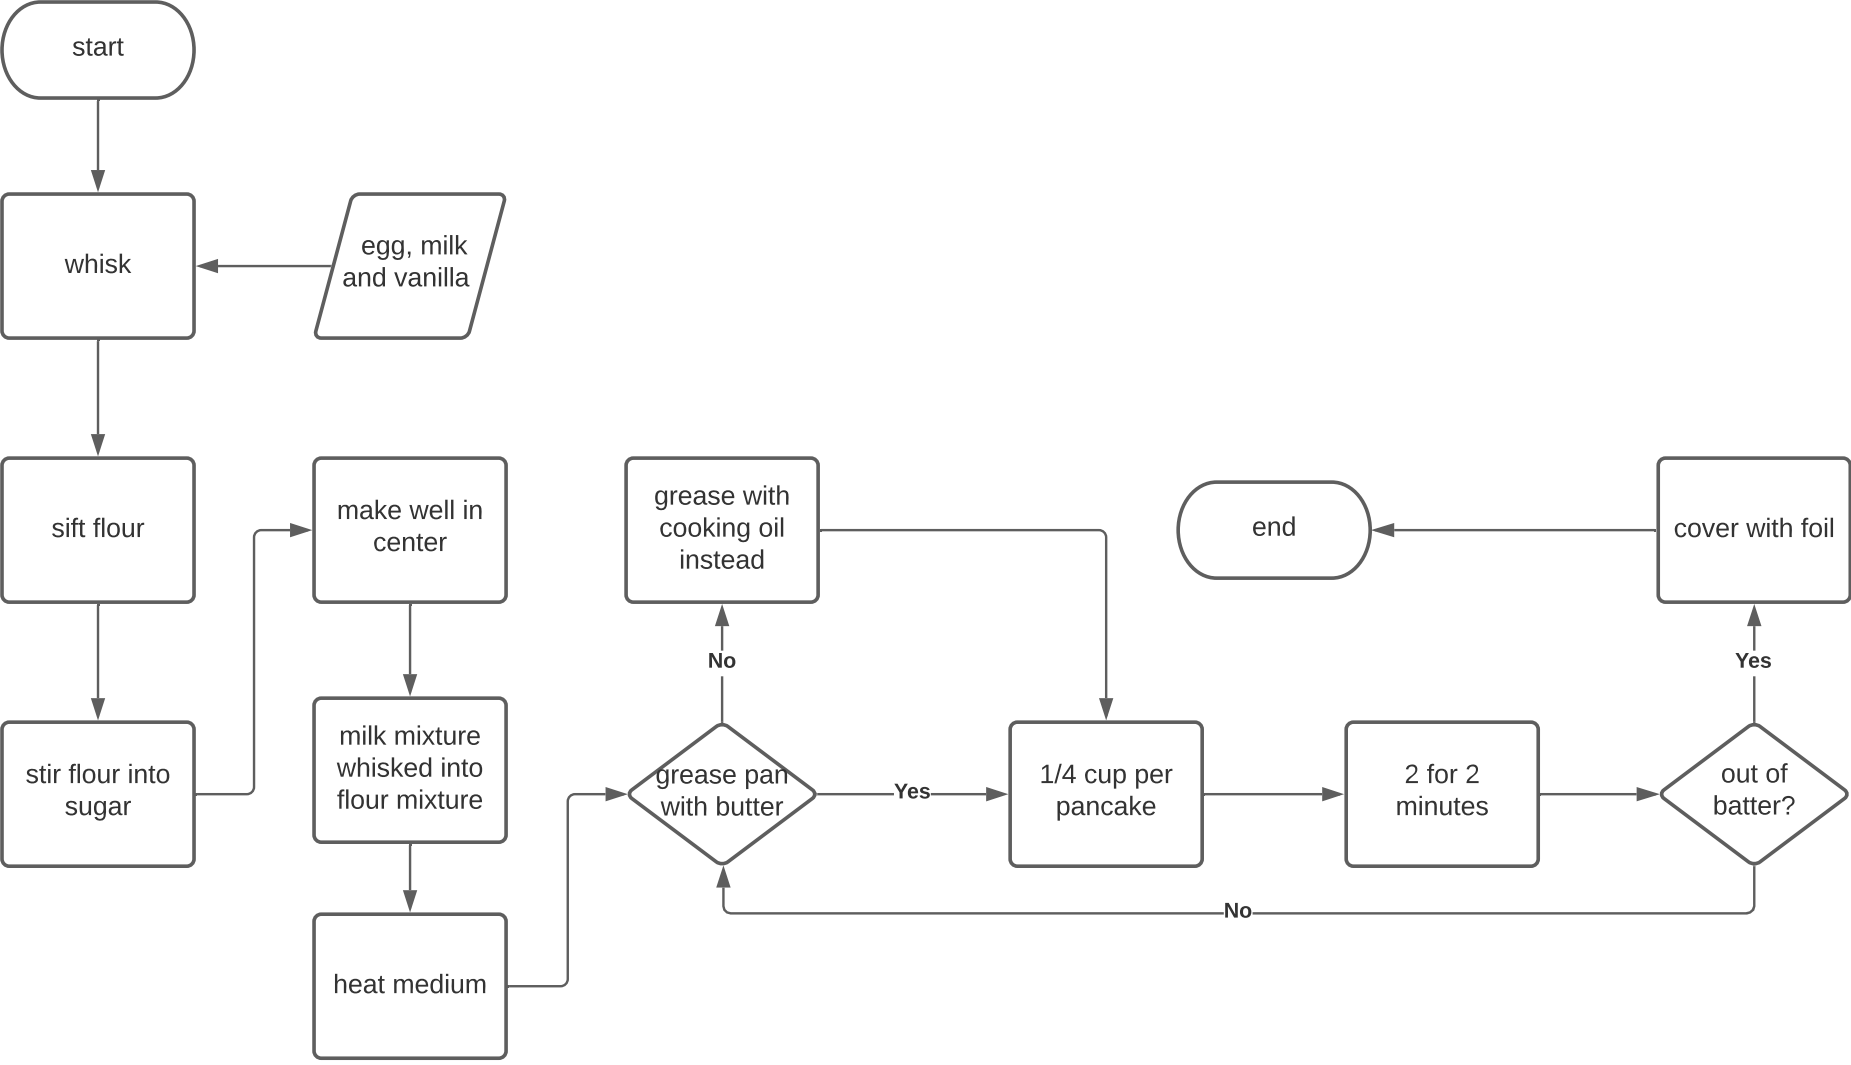 start
whisk
egg, milk
and vanilla
sift flour
stir flour into
sugar
make well in
center
milk mixture
whisked into
flour mixture
heat medium
grease pan
with butter
No
grease with
cooking oil
instead
Yes
1/4 cup per
pancake
2 for 2
minutes
out of
batter?
No
Yes
cover with foil
end